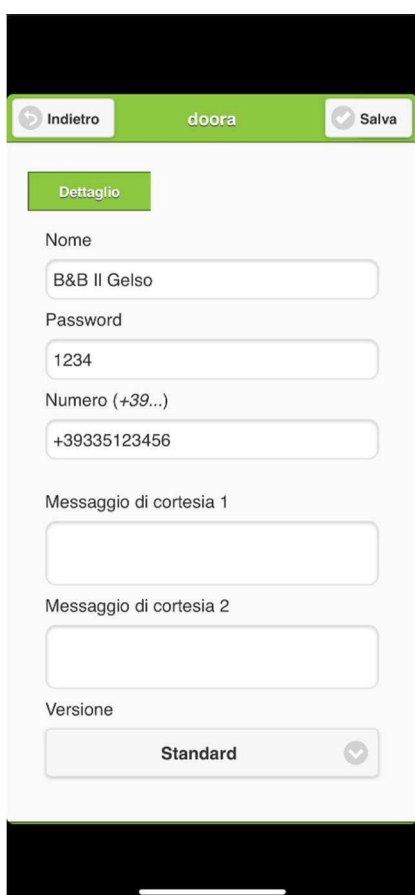 Indietro
doora
Salva
Dettaglio
Nome
B&B Il Gelso
Password
1234
Numero (+39...)
+39335123456
Messaggio di cortesia 1
Messaggio di cortesia 2
Versione
Standard